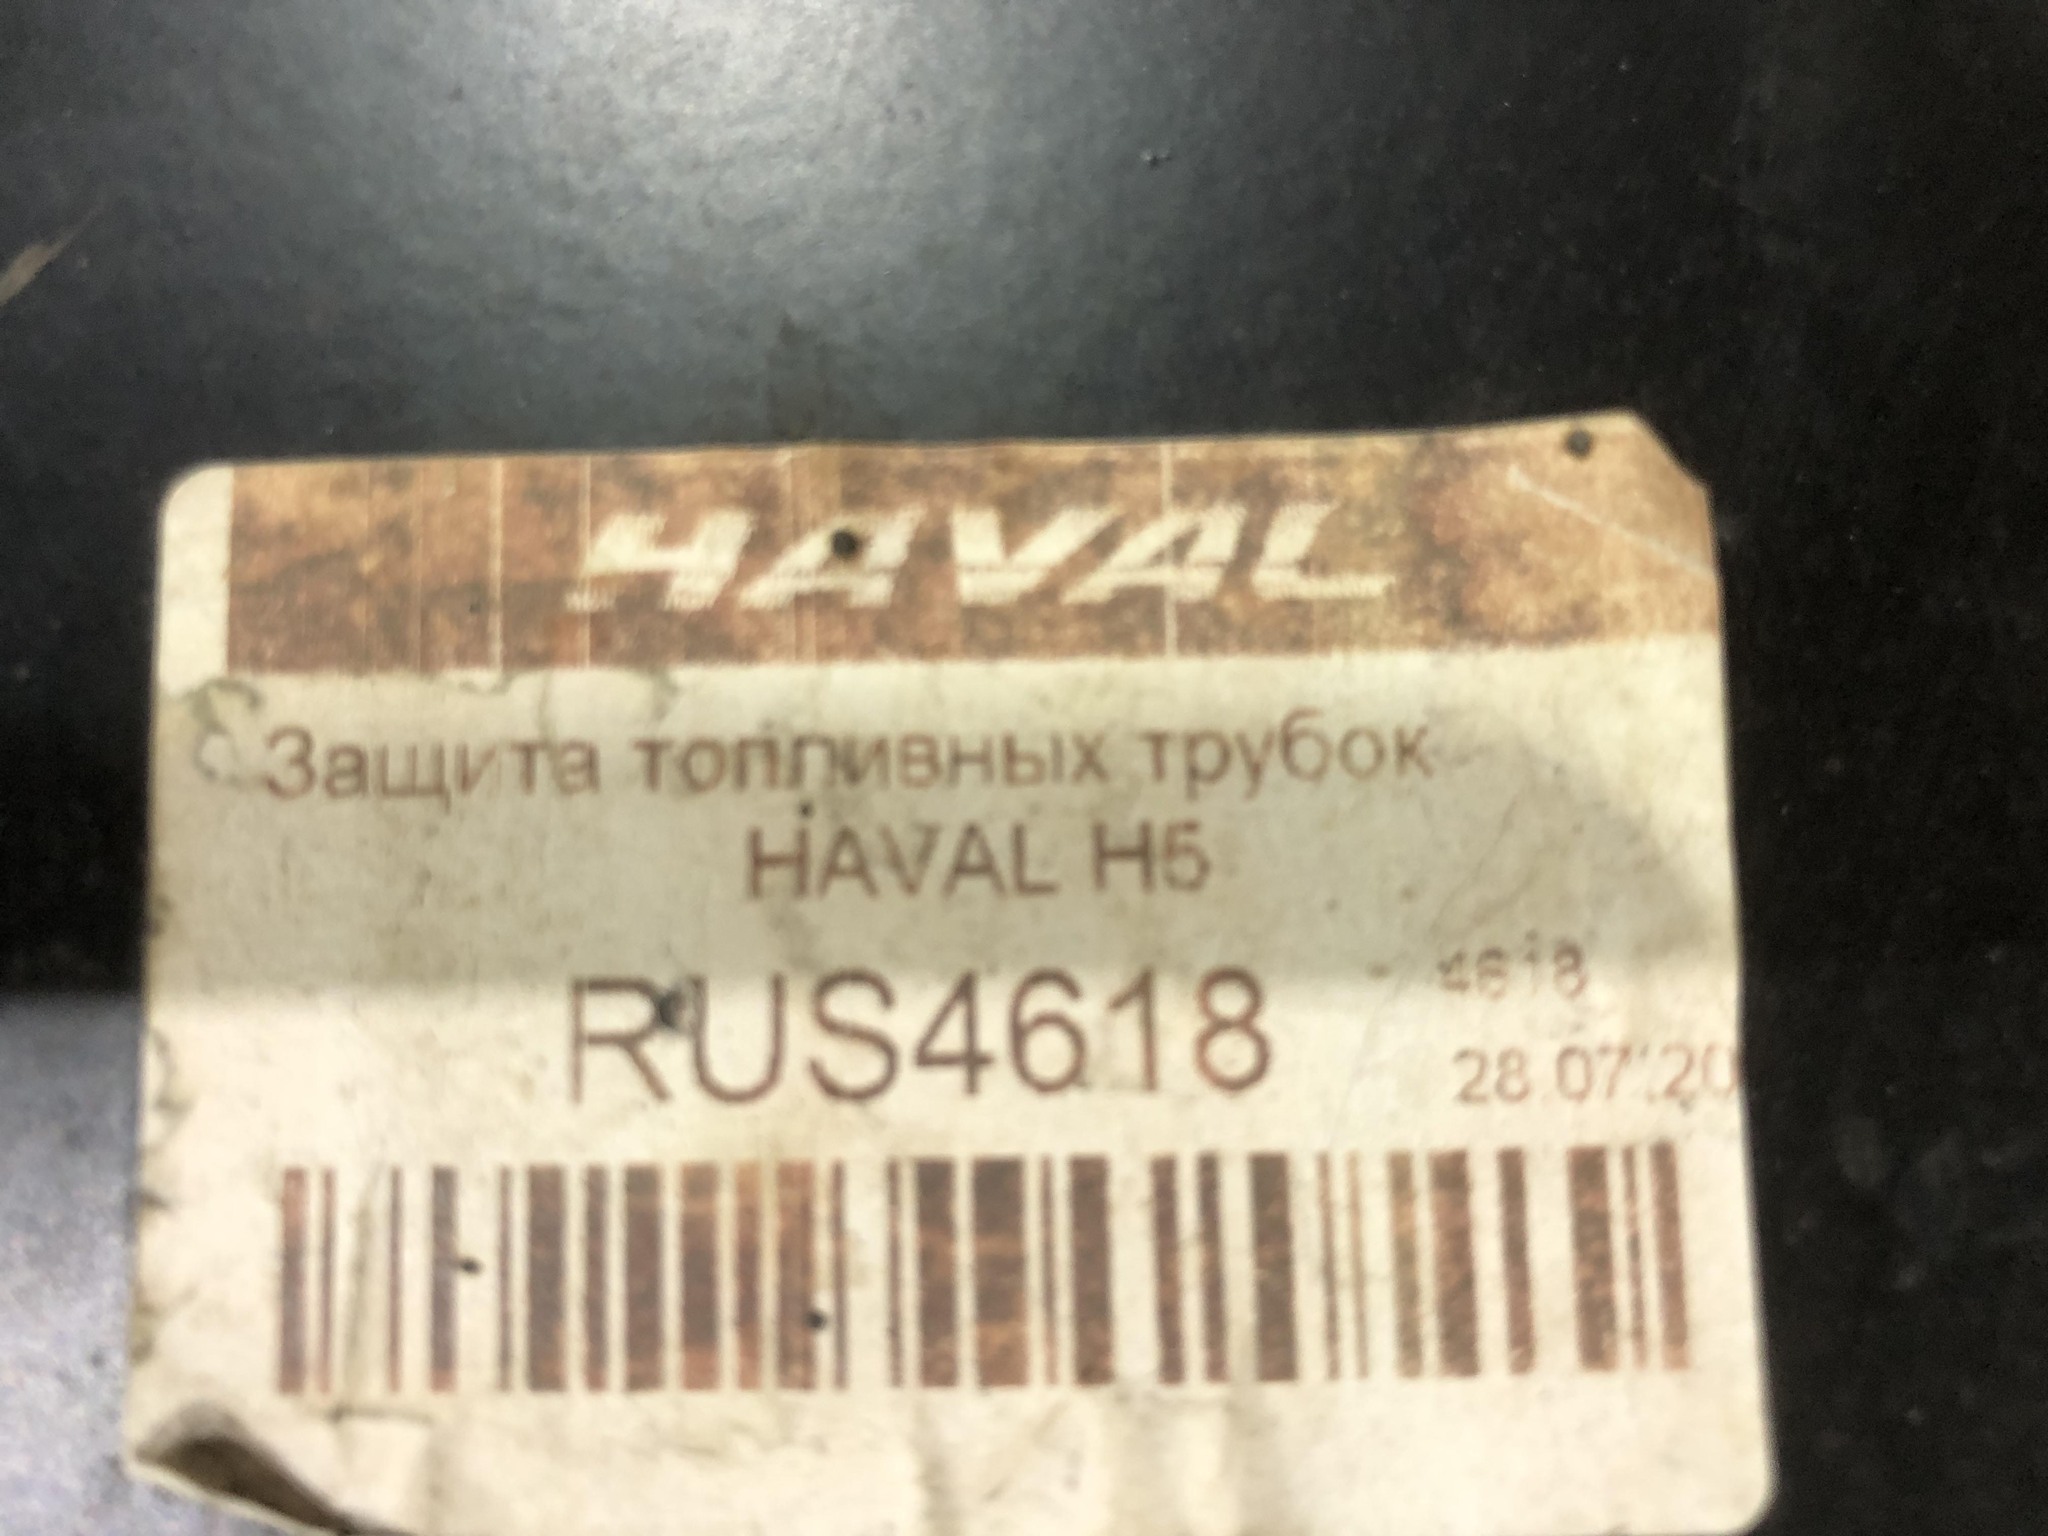 HAVAL
Защита топливных трубок
HAVAL H5
4618
RUS4618
28.07.20